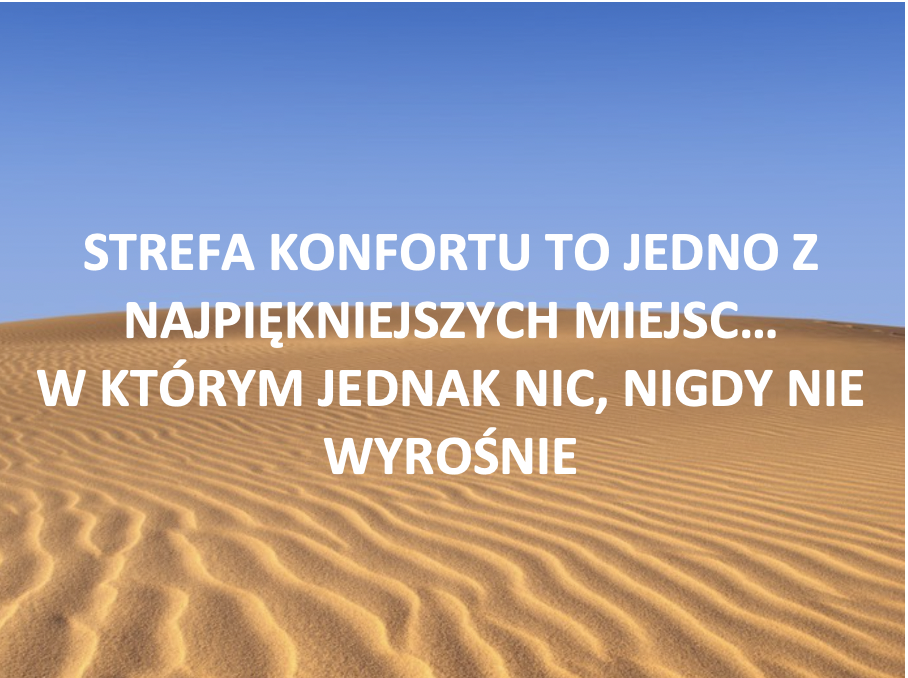 STREFA KONFORTU TO JEDNO Z
NAJPIĘKNIEJSZYCH MIEJSC...
W KTÓRYM JEDNAK NIC, NIGDY NIE
WYROŚNIE